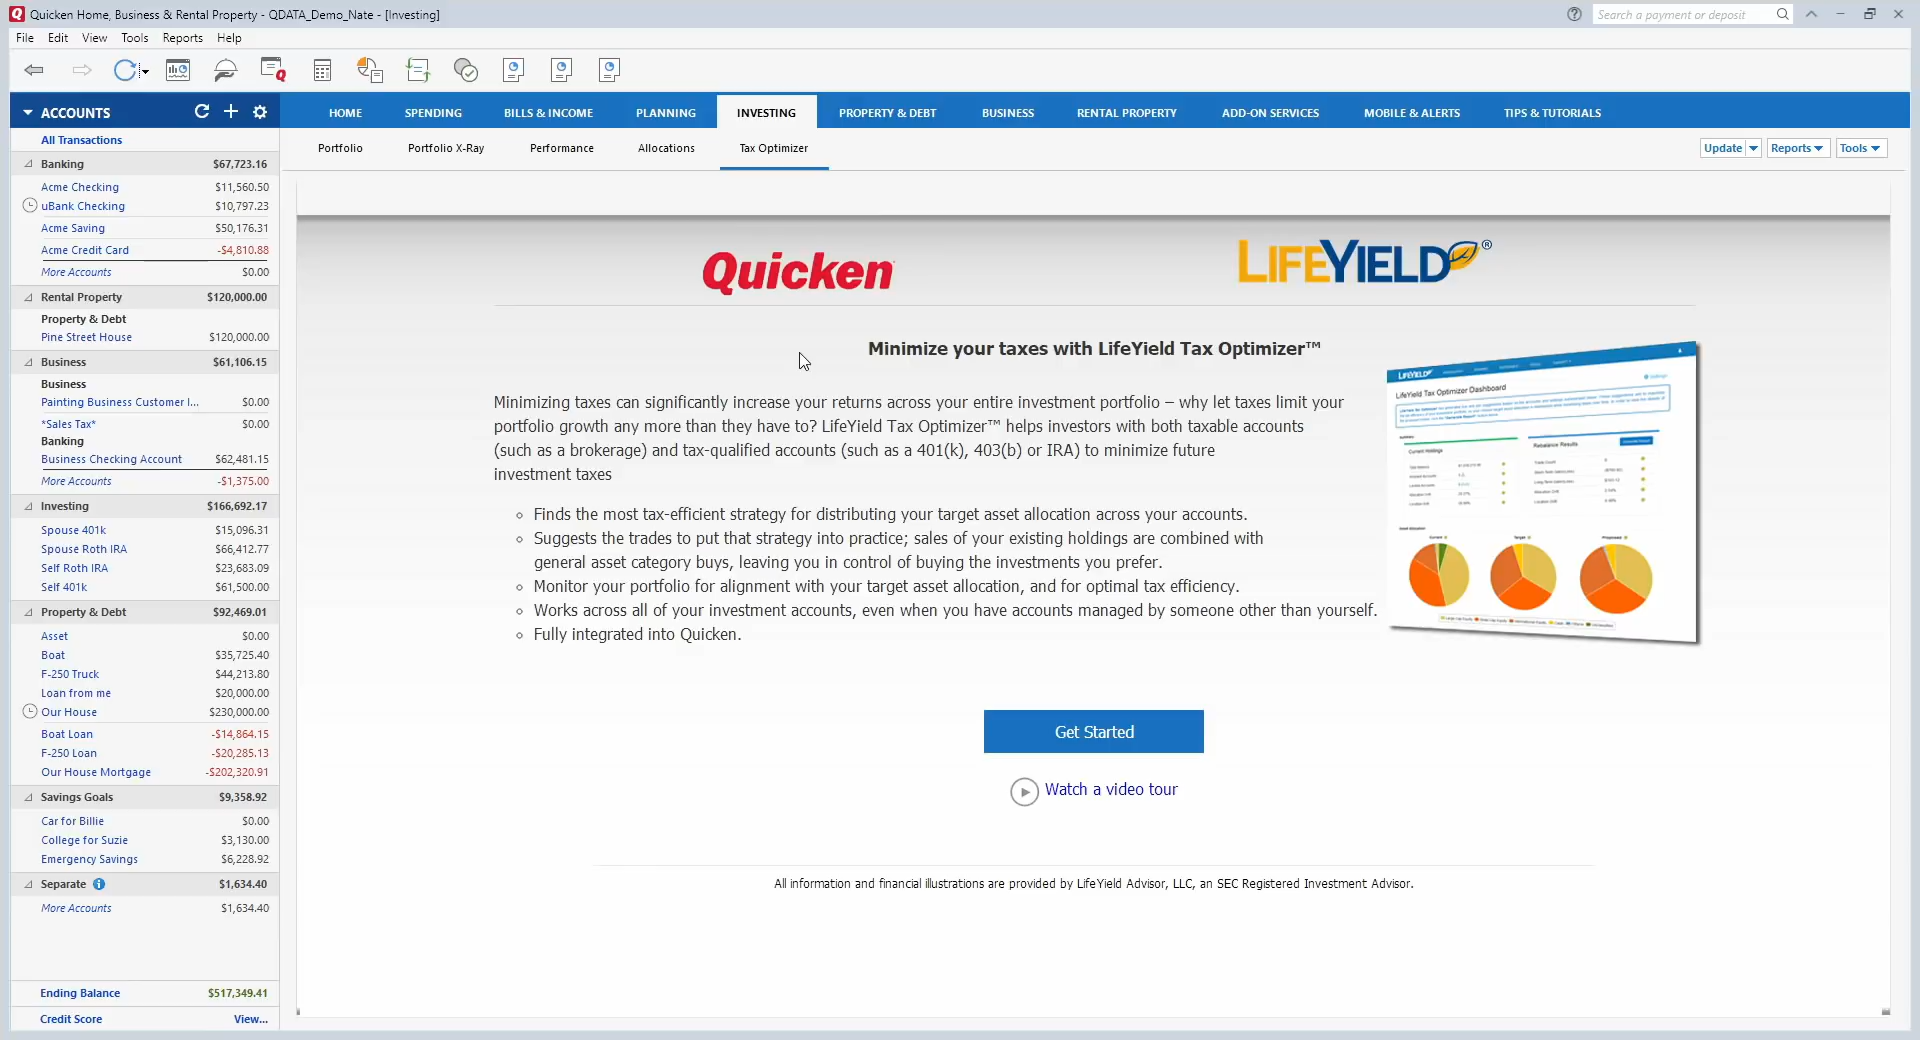 Quicken Home, Business & Rental Property - QDATA_Demo_Nate - [Investing]
Search a payment or deposit
File Edit View Tools Reports Help
ACCOUNTS
HOME SPENDING BILLS & INCOME PLANNING INVESTING PROPERTY & DEBT BUSINESS RENTAL PROPERTY ADD-ON SERVICES MOBILE & ALERTS TIPS & TUTORIALS
Portfolio Portfolio X-Ray Performance Allocations Tax Optimizer
Update Reports Tools
All Transactions
Banking $67,723.16
Acme Checking $11,560.50
uBank Checking $10,797.23
Acme Saving $50,176.31
Acme Credit Card -$4,810.88
More Accounts $0.00
Rental Property $120,000.00
Property & Debt
Pine Street House $120,000.00
Business $61,106.15
Business
Painting Business Customer I... $0.00
*Sales Tax* $0.00
Banking
Business Checking Account $62,481.15
More Accounts -$1,375.00
Investing $166,692.17
Spouse 401k $15,096.31
Spouse Roth IRA $66,412.77
Self Roth IRA $23,683.09
Self 401k $61,500.00
Property & Debt $92,469.01
Asset $0.00
Boat $35,725.40
F-250 Truck $44,213.80
Loan from me $20,000.00
Our House $230,000.00
Boat Loan -$14,864.15
F-250 Loan -$20,285.13
Our House Mortgage -$202,320.91
Savings Goals $9,358.92
Car for Billie $0.00
College for Suzie $3,130.00
Emergency Savings $6,228.92
Separate $1,634.40
More Accounts $1,634.40
Ending Balance $517,349.41
Credit Score View...
Quicken
LIFEYIELD®
Minimize your taxes with LifeYield Tax Optimizer™
Minimizing taxes can significantly increase your returns across your entire investment portfolio – why let taxes limit your
portfolio growth any more than they have to? LifeYield Tax Optimizer™ helps investors with both taxable accounts
(such as a brokerage) and tax-qualified accounts (such as a 401(k), 403(b) or IRA) to minimize future
investment taxes
Finds the most tax-efficient strategy for distributing your target asset allocation across your accounts.
Suggests the trades to put that strategy into practice; sales of your existing holdings are combined with
general asset category buys, leaving you in control of buying the investments you prefer.
Monitor your portfolio for alignment with your target asset allocation, and for optimal tax efficiency.
Works across all of your investment accounts, even when you have accounts managed by someone other than yourself.
Fully integrated into Quicken.
LIFEYIELD
LifeYield Tax Optimizer Dashboard
Current Holdings
Rebalance Results
Current
Target
Proposed
Get Started
Watch a video tour
All information and financial illustrations are provided by LifeYield Advisor, LLC, an SEC Registered Investment Advisor.